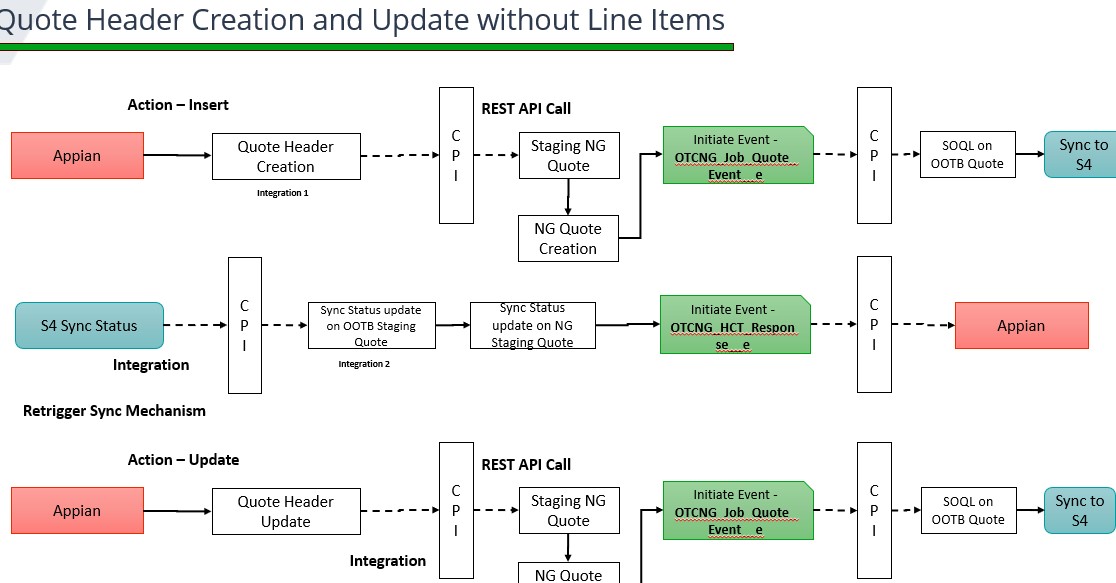 Quote Header Creation and Update without Line Items
Action – Insert
REST API Call
Appian
Quote Header
Creation
Integration 1
C
P
I
Staging NG
Quote
NG Quote
Creation
Initiate Event -
OTCNG_Job_Quote_
Event__e
C
P
I
SOQL on
OOTB Quote
Sync to
S4
S4 Sync Status
Integration
C
P
I
Sync Status update
on OOTB Staging
Quote
Integration 2
Sync Status
update on NG
Staging Quote
Initiate Event -
OTCNG_HCT_Respon
se__e
C
P
I
Appian
Retrigger Sync Mechanism
Action – Update
REST API Call
Appian
Quote Header
Update
Integration
C
P
I
Staging NG
Quote
NG Quote
Initiate Event -
OTCNG_Job_Quote_
Event__e
C
P
I
SOQL on
OOTB Quote
Sync to
S4